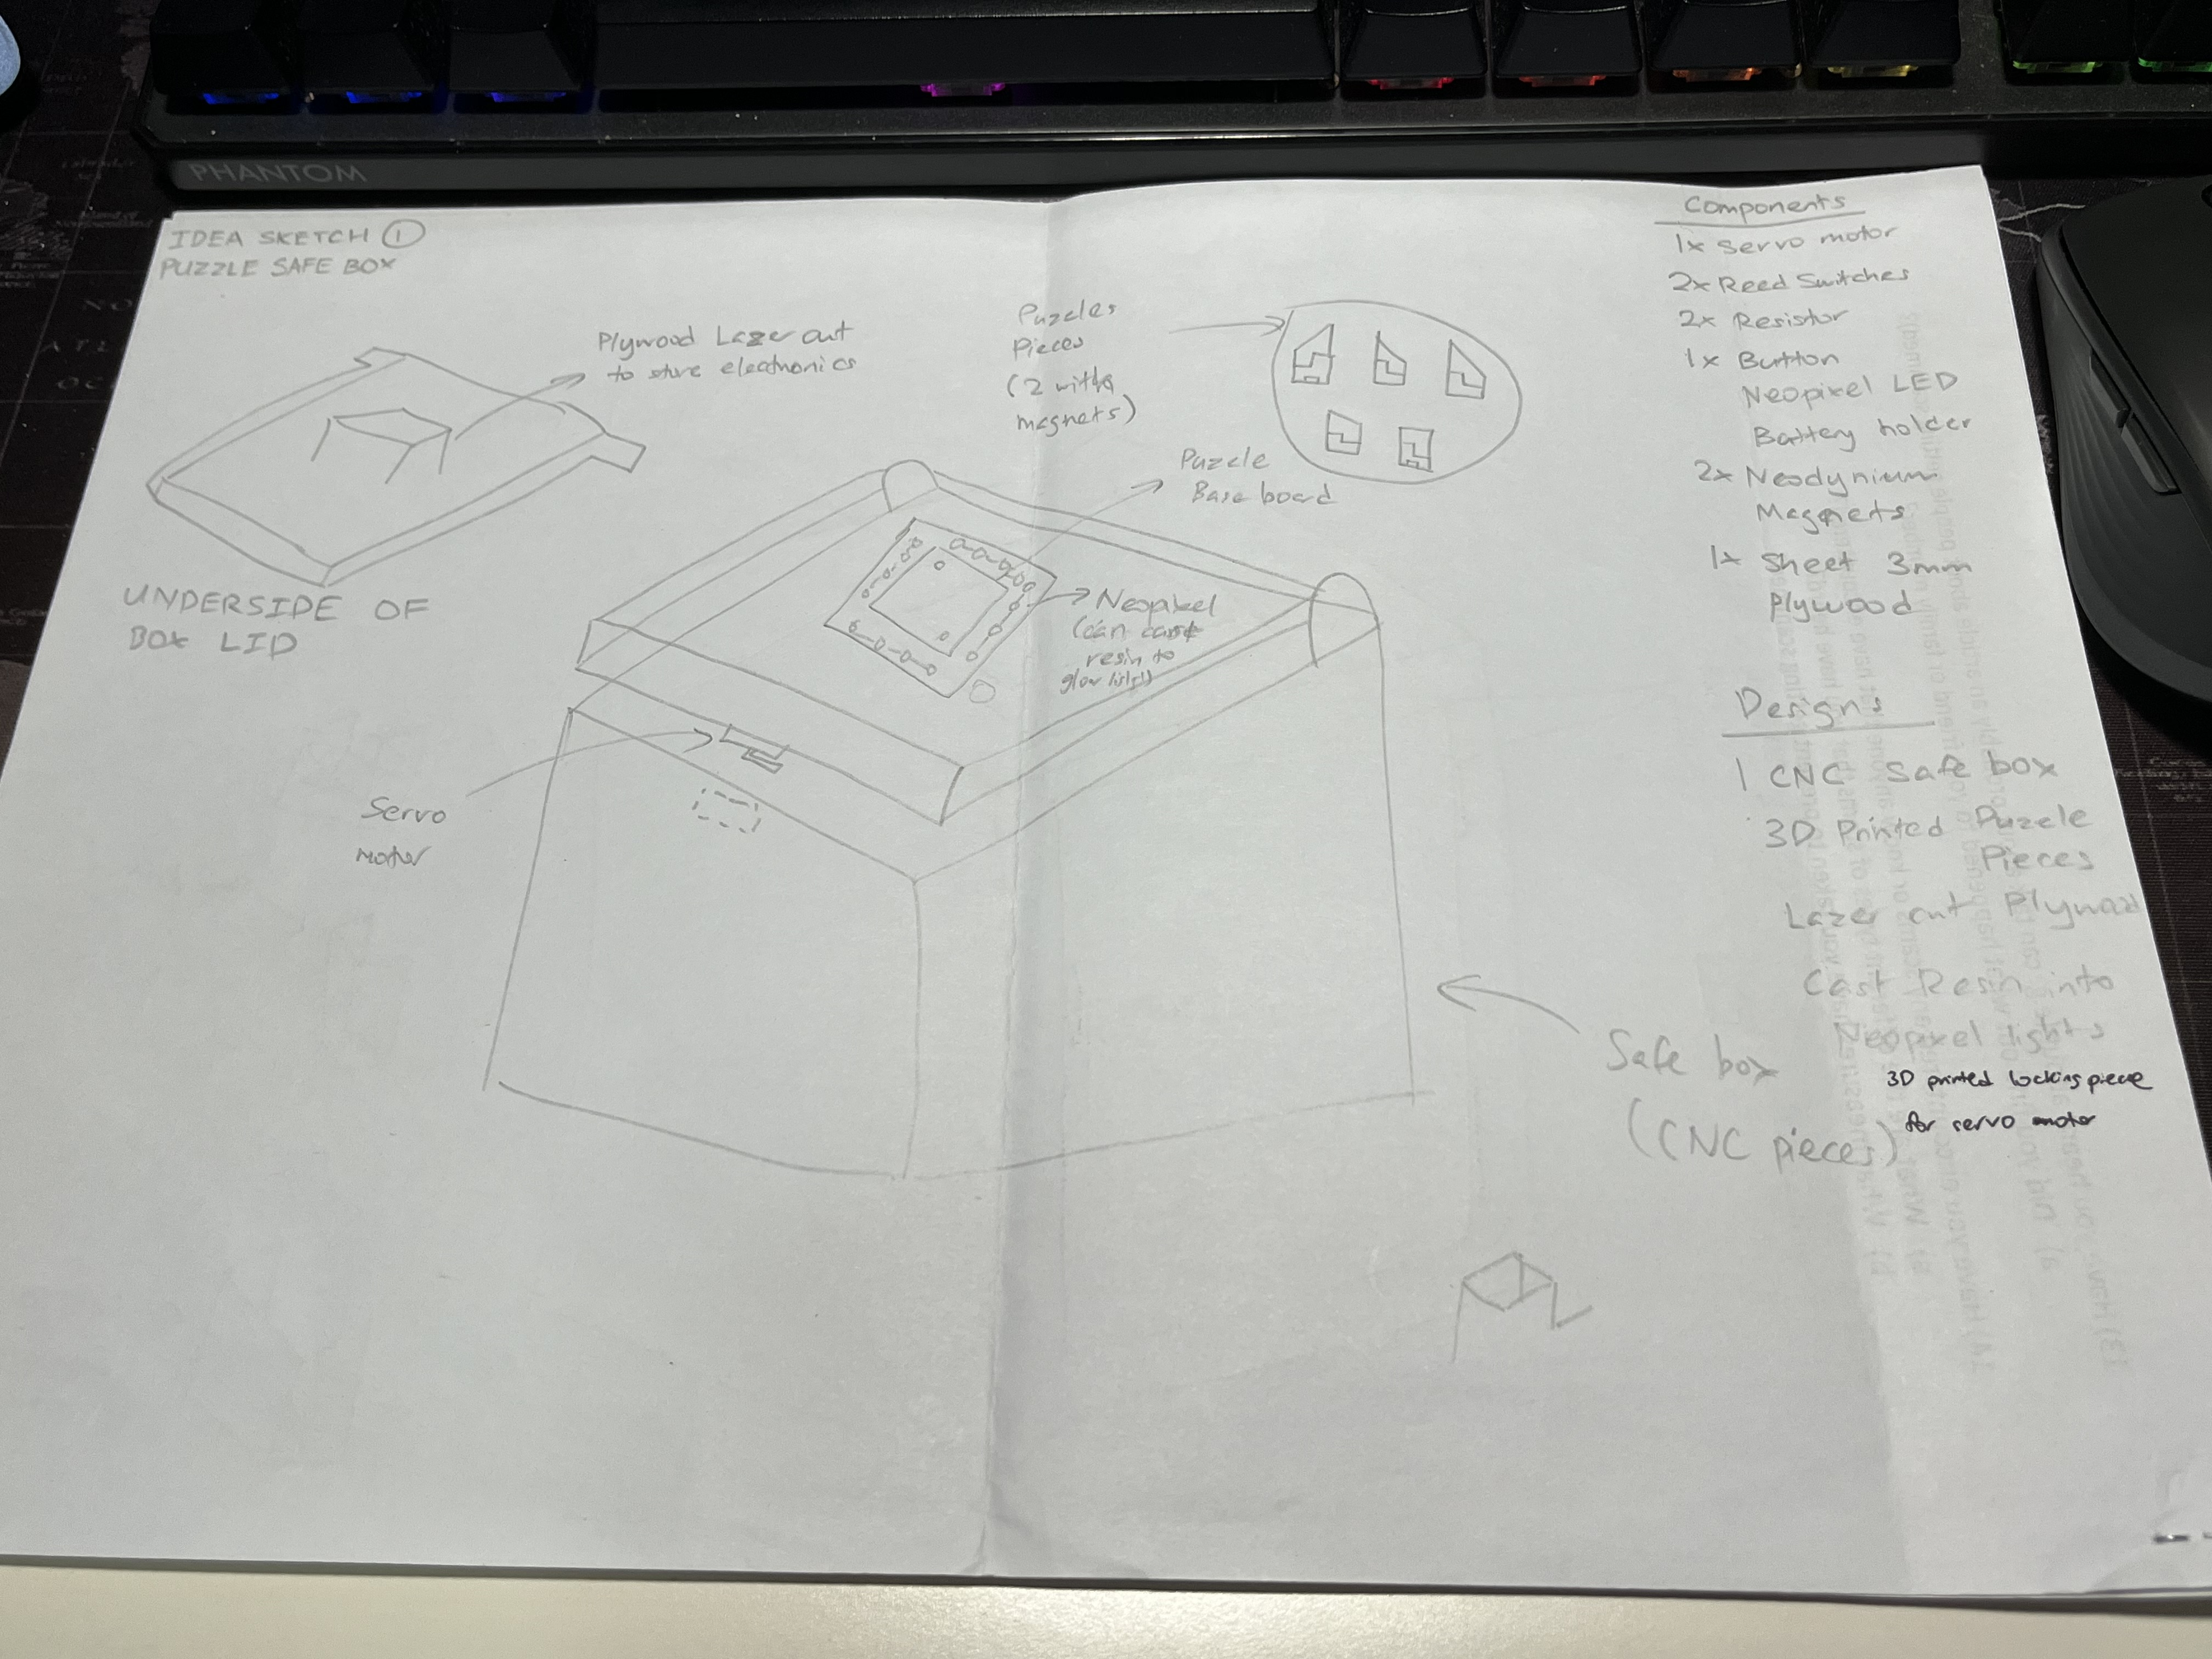 PHANTOM
IDEA SKETCH 1
PUZZLE SAFE BOX
Plywood Lazer cut
to store electronics
UNDERSIDE OF
BOX LID
Puzzles
Pieces
(2 with
magnets)
Puzzle
Base board
Neopixel
(can cast
resin to
glow light)
Servo
motor
Safe box
(CNC pieces)
Components
1x Servo motor
2x Reed Switches
2x Resistor
1x Button
Neopixel LED
Battery holder
2x Neodynium
Magnets
1x Sheet 3mm
Plywood
Designs
1 CNC Safe box
3D Printed Puzzle
Pieces
Lazer cut Plywood
Cast Resin into
Neopixel lights
3D printed locking piece
for servo motor